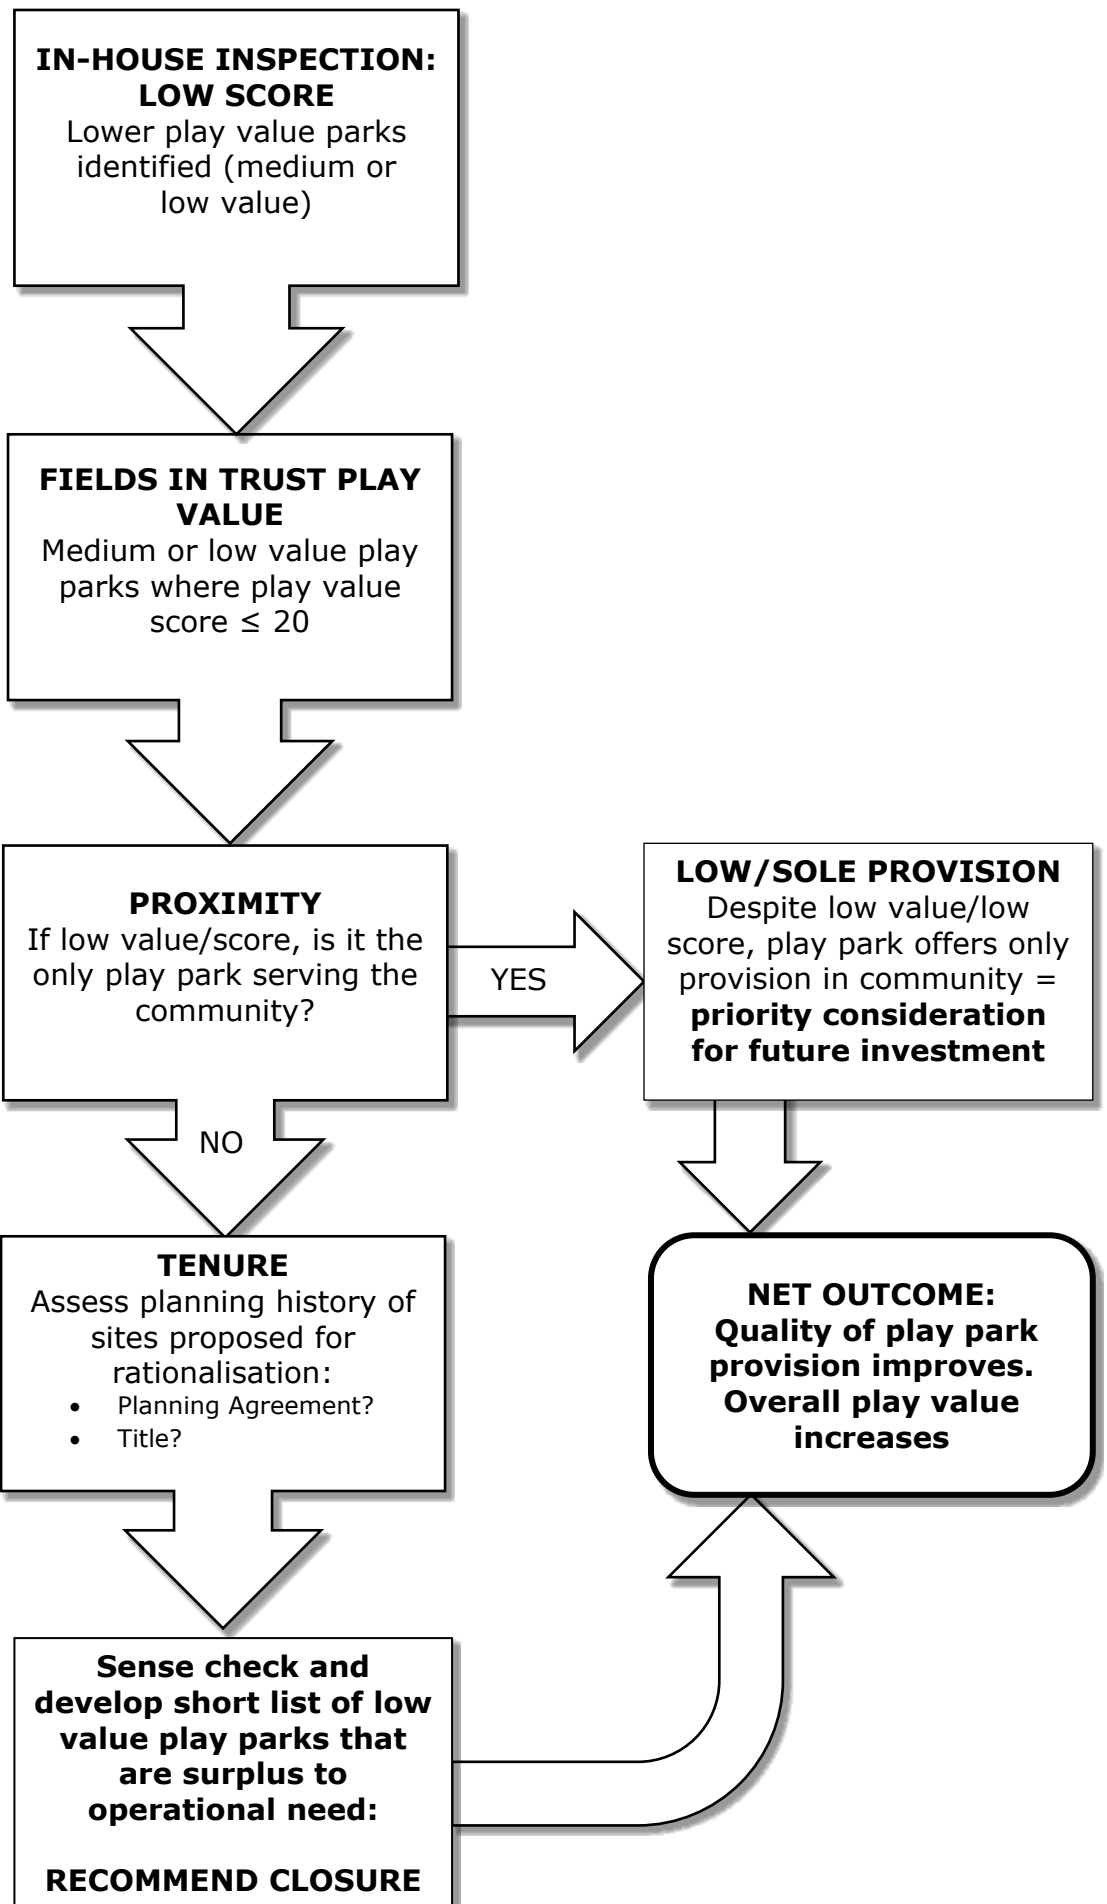 IN-HOUSE INSPECTION:
LOW SCORE
Lower play value parks
identified (medium or
low value)
FIELDS IN TRUST PLAY
VALUE
Medium or low value play
parks where play value
score ≤ 20
PROXIMITY
If low value/score, is it the
only play park serving the
community?
YES
LOW/SOLE PROVISION
Despite low value/low
score, play park offers only
provision in community =
priority consideration
for future investment
NO
TENURE
Assess planning history of
sites proposed for
rationalisation:
• Planning Agreement?
• Title?
NET OUTCOME:
Quality of play park
provision improves.
Overall play value
increases
Sense check and
develop short list of low
value play parks that
are surplus to
operational need:
RECOMMEND CLOSURE